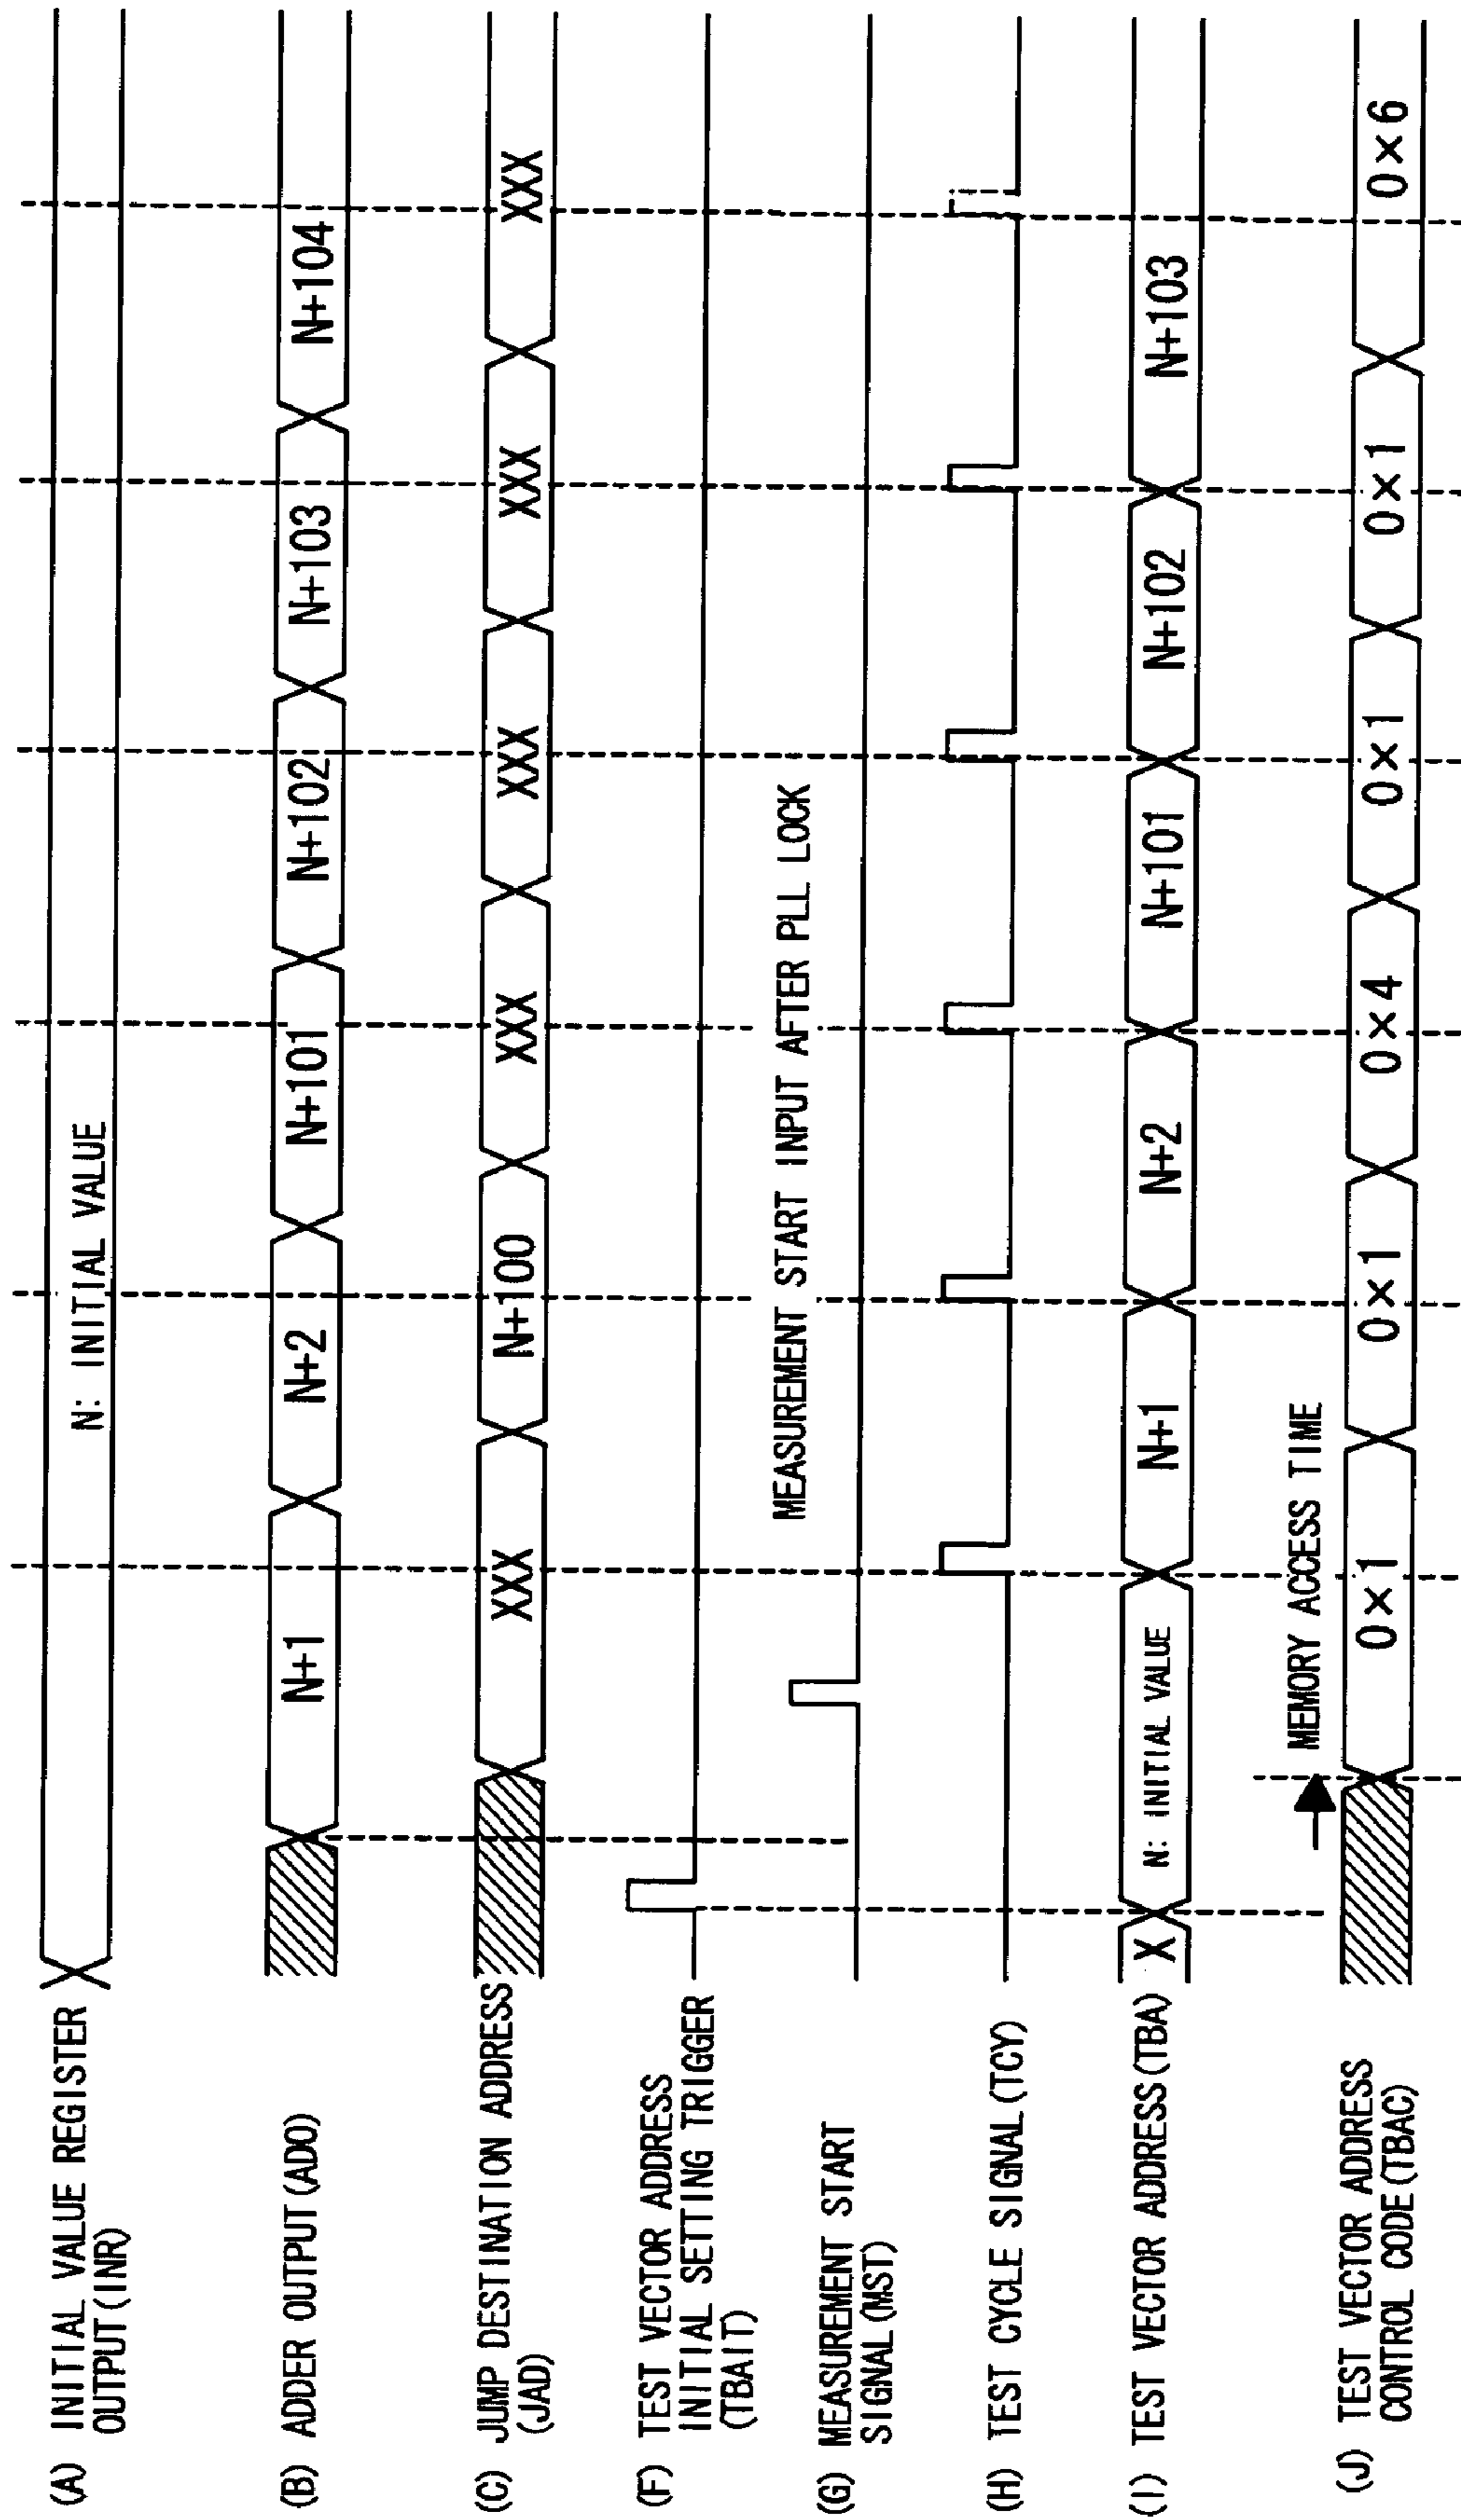 (A) INITIAL VALUE REGISTER
OUTPUT(INR)
N: INITIAL VALUE
(B) ADDER OUTPUT(ADO)
N+1
N+2
N+101
N+102
N+103
N+104
(C) JUMP DESTINATION ADDRESS
(JAD)
XXX
N+100
XXX
XXX
XXX
XXX
(F) TEST VECTOR ADDRESS
INITIAL SETTING TRIGGER
(TBAIT)
(G) MEASUREMENT START
SIGNAL(MST)
MEASUREMENT START INPUT AFTER PLL LOCK
(H) TEST CYCLE SIGNAL(TCY)
(I) TEST VECTOR ADDRESS(TBA)
X
N: INITIAL VALUE
N+1
N+2
N+101
N+102
N+103
MEMORY ACCESS TIME
(J) TEST VECTOR ADDRESS
CONTROL CODE(TBAC)
0×1
0×1
0×4
0×1
0×1
0×6